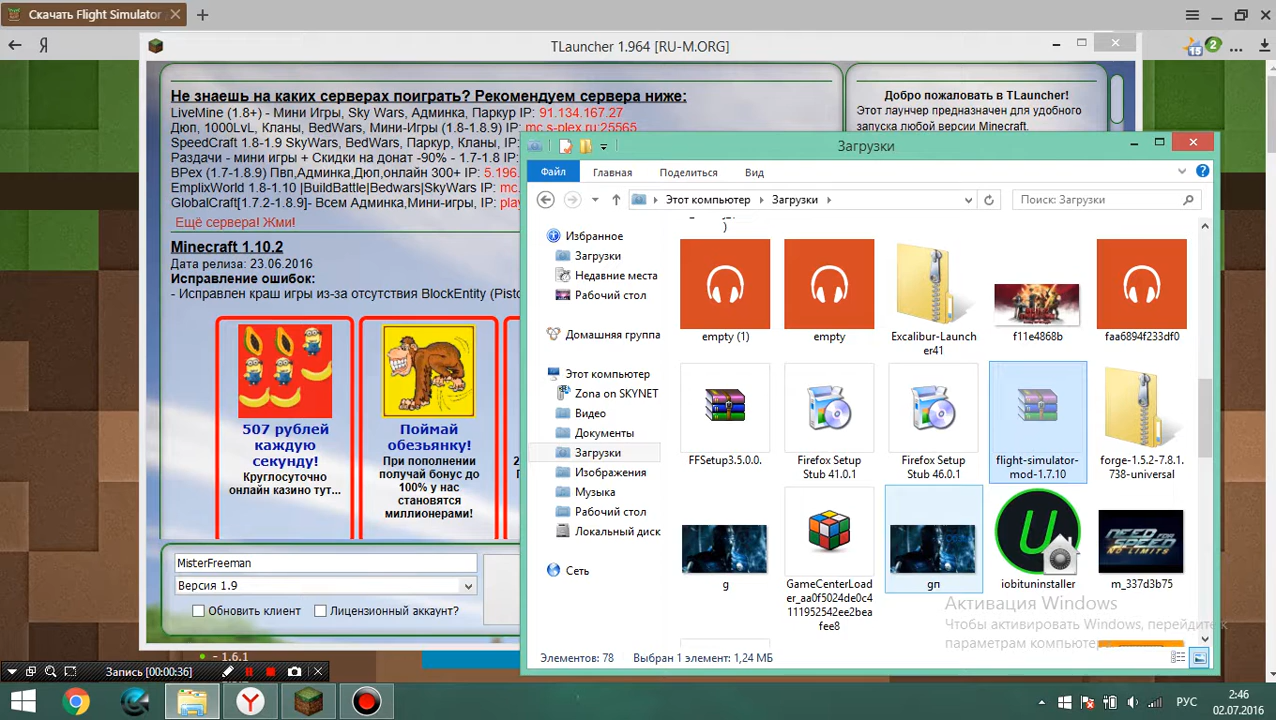 Скачать Flight Simulator
TLauncher 1.964 [RU-M.ORG]
15
2
Не знаешь на каких серверах поиграть? Рекомендуем сервера ниже:
LiveMine (1.8+) - Мини Игры, Sky Wars, Админка, Паркур IP: 91.134.167.27
Дюп, 1000LvL, Кланы, BedWars, Мини-Игры (1.8-1.8.9) IP: mc.s-plex.ru:25565
SpeedCraft 1.8-1.9 SkyWars, BedWars, Паркур, Кланы, IP:
Раздачи - мини игры + Скидки на донат -90% - 1.7-1.8 IP
BPex (1.7-1.8.9) Пвп,Админка,Дюп,онлайн 300+ IP: 5.196.
EmplixWorld 1.8-1.10 |BuildBattle|Bedwars|SkyWars IP: mc.
GlobalCraft[1.7.2-1.8.9]- Всем Админка,Мини-игры, IP: play
Ещё сервера! Жми!
Minecraft 1.10.2
Дата релиза: 23.06.2016
Исправление ошибок:
- Исправлен краш игры из-за отсутствия BlockEntity (Pisto
507 рублей
каждую
секунду!
Круглосуточно
онлайн казино тут...
Поймай
обезьянку!
При пополнении
получай бонус до
100% у нас
становятся
миллионерами!
Добро пожаловать в TLauncher!
Этот лаунчер предназначен для удобного
запуска любой версии Minecraft.
MisterFreeman
Версия 1.9
Обновить клиент
Лицензионный аккаунт?
- 1.6.1
Загрузки
Файл
Главная
Поделиться
Вид
Этот компьютер
Загрузки
Поиск: Загрузки
Избранное
Загрузки
Недавние места
Рабочий стол
Домашняя группа
Этот компьютер
Zona on SKYNET
Видео
Документы
Загрузки
Изображения
Музыка
Рабочий стол
Локальный диск
Сеть
)
empty (1)
empty
Excalibur-Launch
er41
f11e4868b
faa6894f233df0
FFSetup3.5.0.0.
Firefox Setup
Stub 41.0.1
Firefox Setup
Stub 46.0.1
flight-simulator-
mod-1.7.10
forge-1.5.2-7.8.1.
738-universal
g
GameCenterLoad
er_aa0f5024de0c4
111952542ee2bea
fee8
gn
iobituninstaller
NEED FOR
SPEED
NO LIMITS
m_337d3b75
Активация Windows
Чтобы активировать Windows, перейдите к
параметрам компьютера
Элементов: 78
Выбран 1 элемент: 1,24 МБ
Запись [00:00:36]
РУС
2:46
02.07.2016